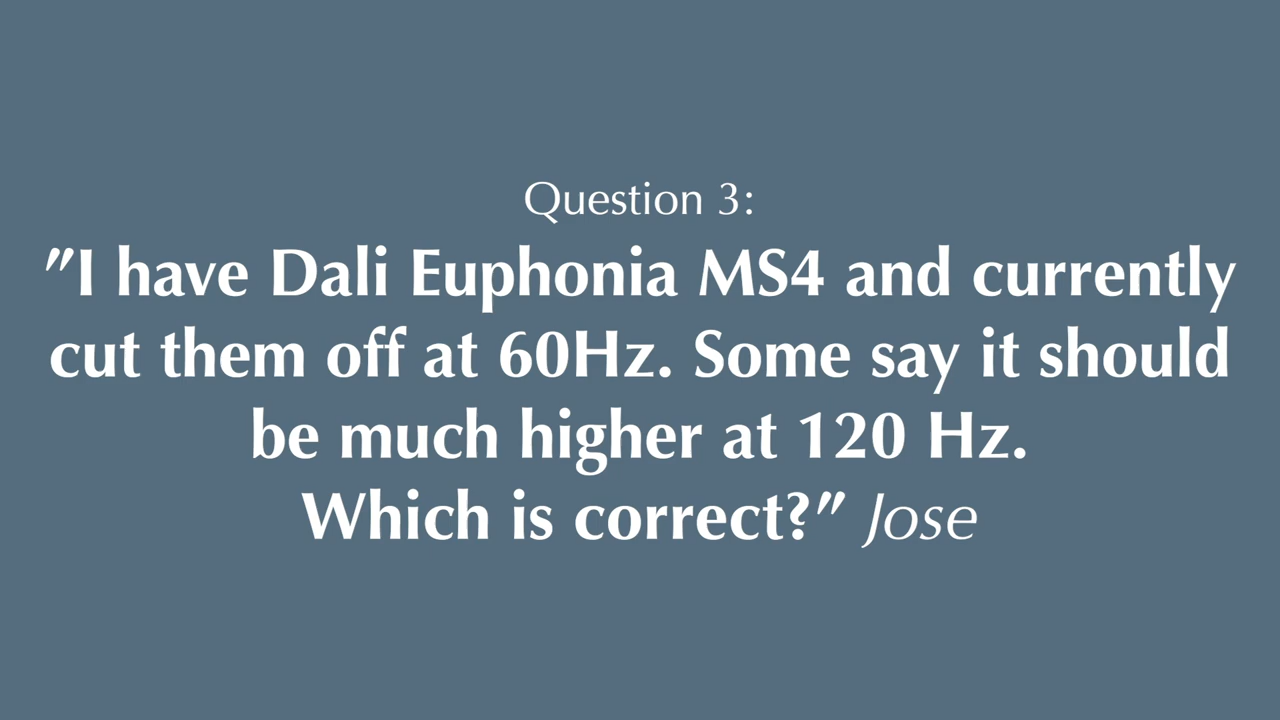 Question 3:
"I have Dali Euphonia MS4 and currently
cut them off at 60Hz. Some say it should
be much higher at 120 Hz.
Which is correct?" Jose